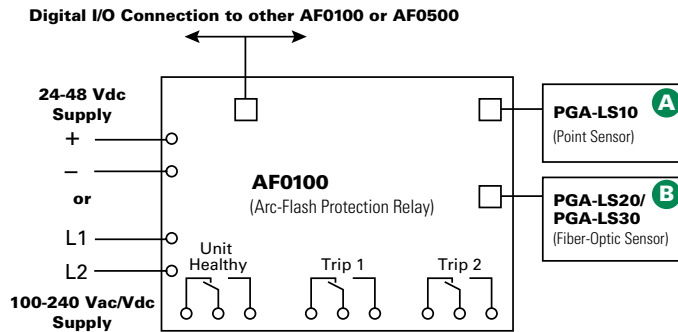 Digital I/O Connection to other AF0100 or AF0500
24-48 Vdc
Supply
+
–
or
L1
L2
100-240 Vac/Vdc
Supply
AF0100
(Arc-Flash Protection Relay)
Unit
Healthy
Trip 1
Trip 2
PGA-LS10
(Point Sensor)
A
PGA-LS20/
PGA-LS30
(Fiber-Optic Sensor)
B